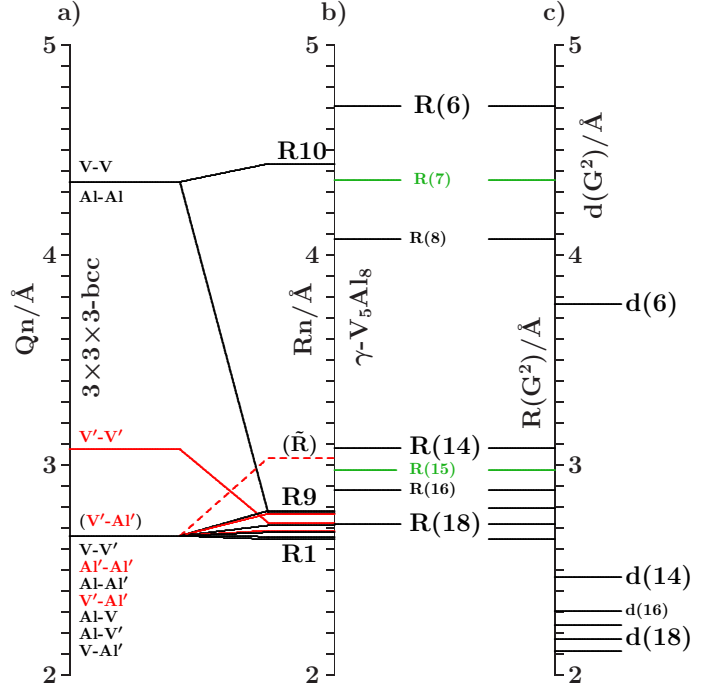 a)
b)
c)
5
5
5
4
4
4
3
3
3
2
2
2
Qn/Å
3×3×3-bcc
V-V
Al-Al
V′-V′
(V′-Al′)
V-V′
Al′-Al′
Al-Al′
V′-Al′
Al-V
Al-V′
V-Al′
R10
(R̃)
R9
R1
Rn/Å
γ-V₅Al₈
R(6)
R(7)
R(8)
R(14)
R(15)
R(16)
R(18)
R(G²)/Å
d(G²)/Å
d(6)
d(14)
d(16)
d(18)